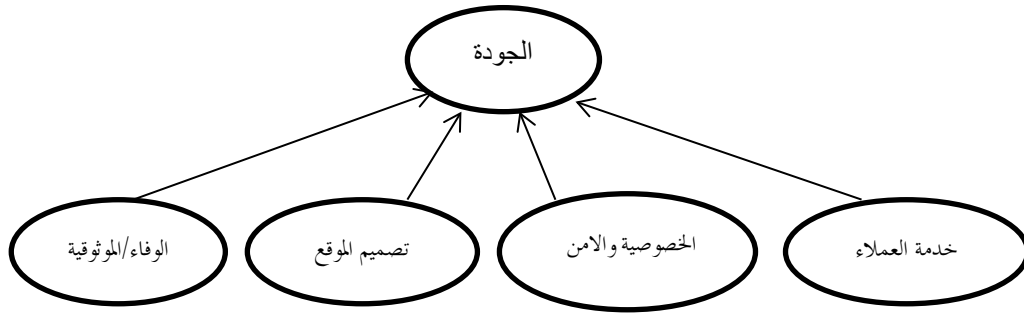 الجودة
خدمة العملاء
الخصوصية والامن
تصميم الموقع
الوفاء/الموثوقية